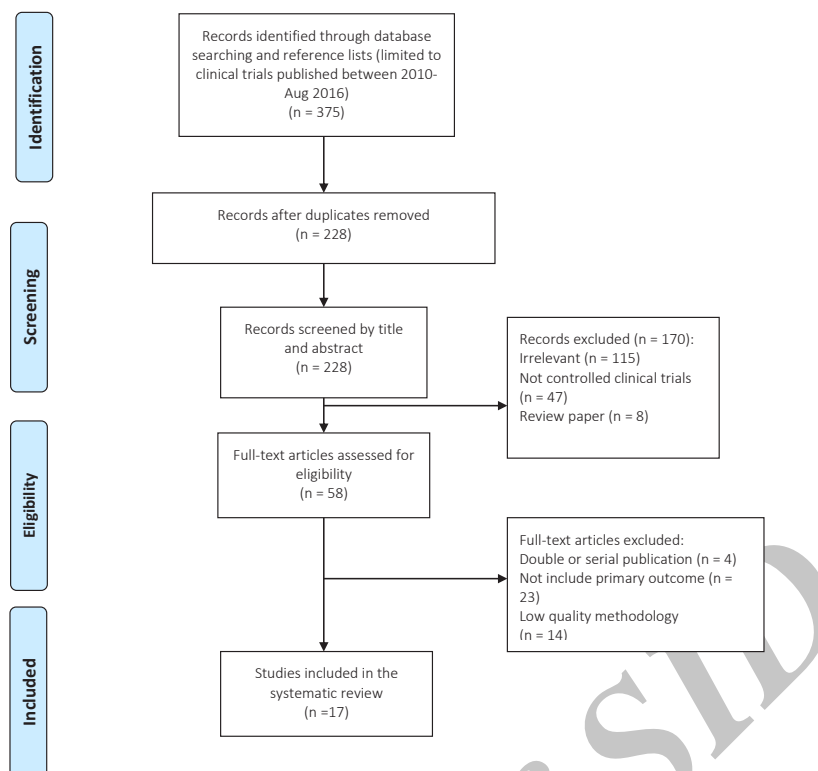 Identification
Records identified through database
searching and reference lists (limited to
clinical trials published between 2010-
Aug 2016)
(n = 375)
Records after duplicates removed
(n = 228)
Screening
Records screened by title
and abstract
(n = 228)
Records excluded (n = 170):
Irrelevant (n = 115)
Not controlled clinical trials
(n = 47)
Review paper (n = 8)
Eligibility
Full-text articles assessed for
eligibility
(n = 58)
Full-text articles excluded:
Double or serial publication (n = 4)
Not include primary outcome (n =
23)
Low quality methodology
(n = 14)
Included
Studies included in the
systematic review
(n =17)
SID